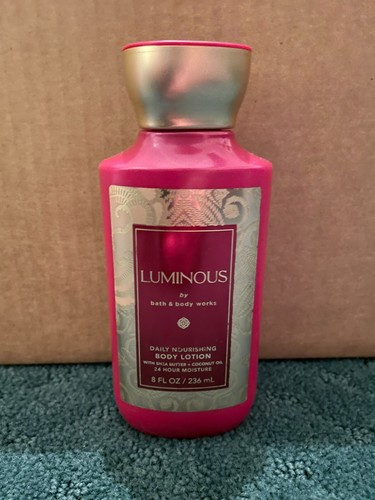 LUMINOUS
by
bath & body works
DAILY NOURISHING
BODY LOTION
WITH SHEA BUTTER + COCONUT OIL
24 HOUR MOISTURE
8 FL OZ / 236 mL